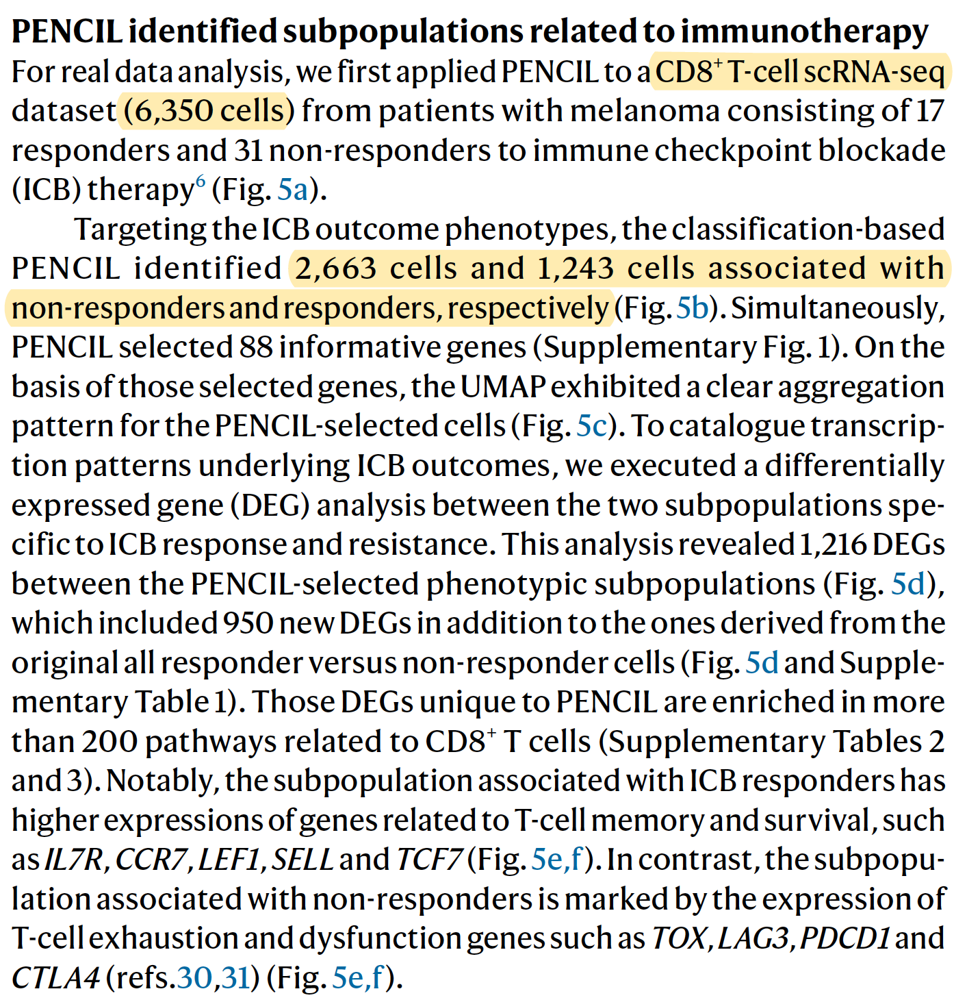 PENCIL identified subpopulations related to immunotherapy
For real data analysis, we first applied PENCIL to a CD8⁺ T-cell scRNA-seq
dataset (6,350 cells) from patients with melanoma consisting of 17
responders and 31 non-responders to immune checkpoint blockade
(ICB) therapy⁶ (Fig. 5a).
Targeting the ICB outcome phenotypes, the classification-based
PENCIL identified 2,663 cells and 1,243 cells associated with
non-responders and responders, respectively (Fig. 5b). Simultaneously,
PENCIL selected 88 informative genes (Supplementary Fig. 1). On the
basis of those selected genes, the UMAP exhibited a clear aggregation
pattern for the PENCIL-selected cells (Fig. 5c). To catalogue transcrip-
tion patterns underlying ICB outcomes, we executed a differentially
expressed gene (DEG) analysis between the two subpopulations spe-
cific to ICB response and resistance. This analysis revealed 1,216 DEGs
between the PENCIL-selected phenotypic subpopulations (Fig. 5d),
which included 950 new DEGs in addition to the ones derived from the
original all responder versus non-responder cells (Fig. 5d and Supple-
mentary Table 1). Those DEGs unique to PENCIL are enriched in more
than 200 pathways related to CD8⁺ T cells (Supplementary Tables 2
and 3). Notably, the subpopulation associated with ICB responders has
higher expressions of genes related to T-cell memory and survival, such
as IL7R, CCR7, LEF1, SELL and TCF7 (Fig. 5e,f). In contrast, the subpopu-
lation associated with non-responders is marked by the expression of
T-cell exhaustion and dysfunction genes such as TOX, LAG3, PDCD1 and
CTLA4 (refs.30,31) (Fig. 5e,f).